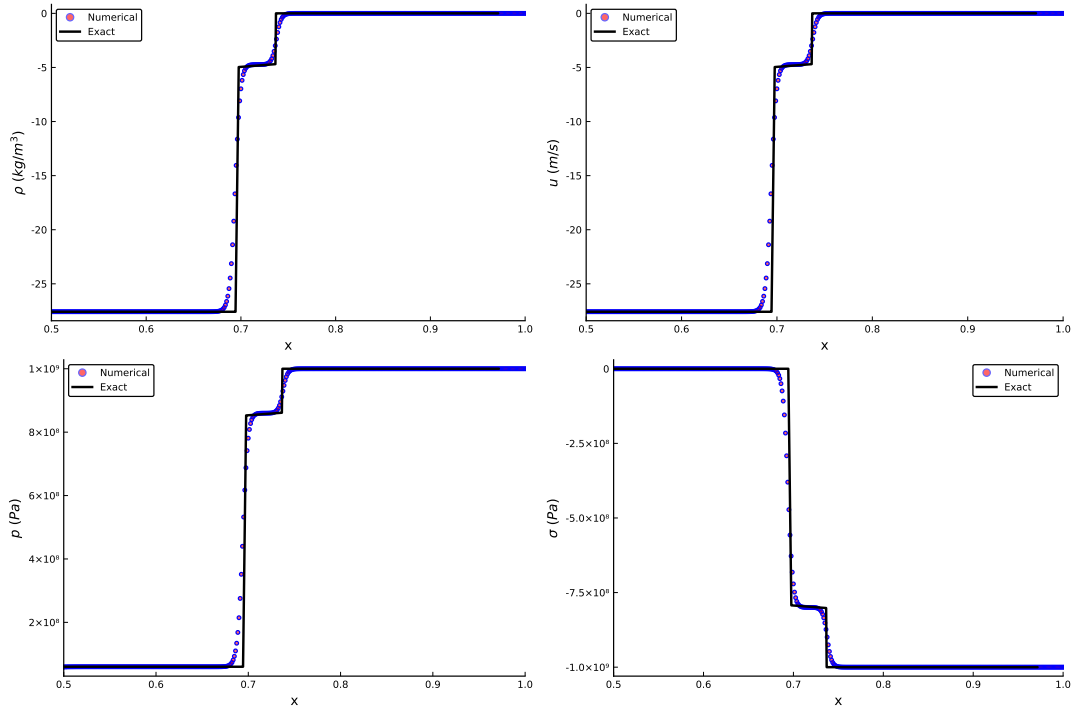 Numerical
Exact
0
-5
-10
-15
-20
-25
ρ (kg/m³)
0.5 0.6 0.7 0.8 0.9 1.0
x
Numerical
Exact
0
-5
-10
-15
-20
-25
u (m/s)
0.5 0.6 0.7 0.8 0.9 1.0
x
Numerical
Exact
1×10⁹
8×10⁸
6×10⁸
4×10⁸
2×10⁸
p (Pa)
0.5 0.6 0.7 0.8 0.9 1.0
x
Numerical
Exact
0
-2.5×10⁸
-5.0×10⁸
-7.5×10⁸
-1.0×10⁹
σ (Pa)
0.5 0.6 0.7 0.8 0.9 1.0
x